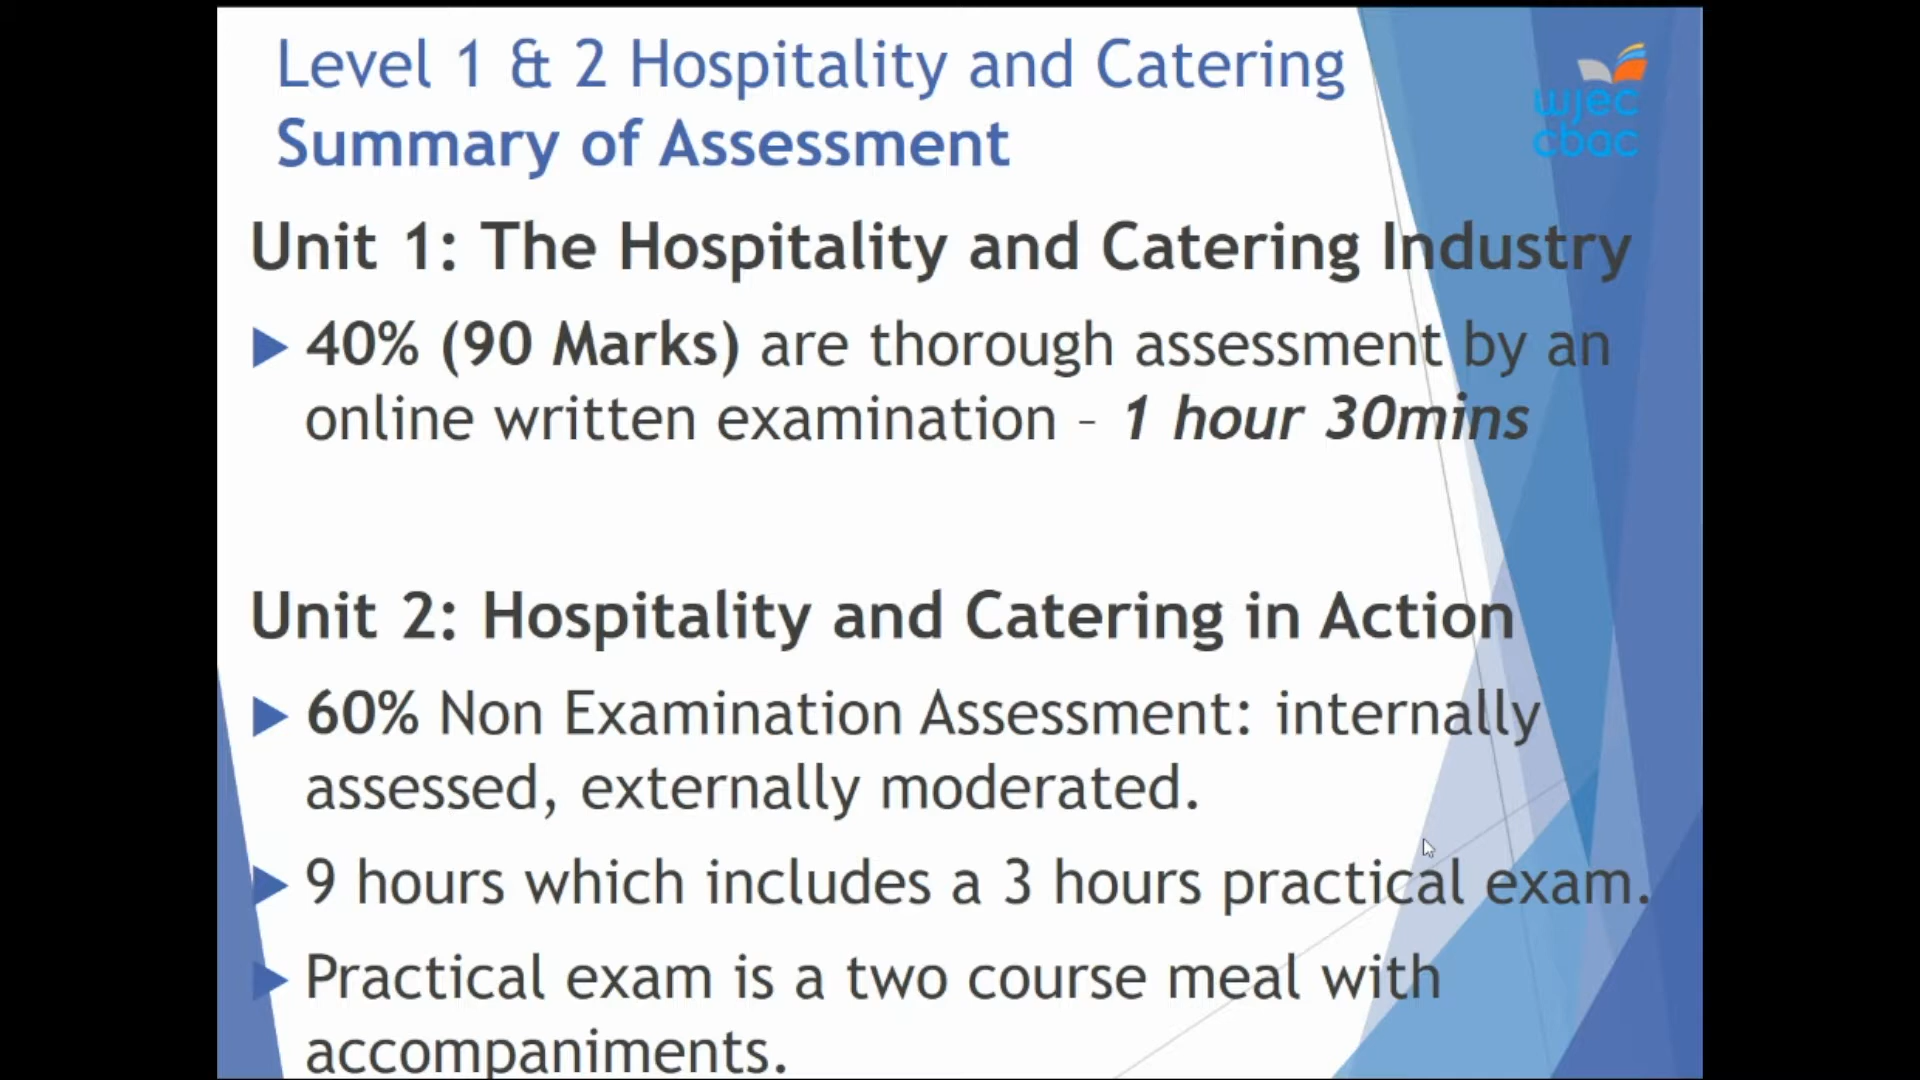 Level 1 & 2 Hospitality and Catering
Summary of Assessment
wjec
cbac
Unit 1: The Hospitality and Catering Industry
40% (90 Marks) are thorough assessment by an
online written examination – 1 hour 30mins
Unit 2: Hospitality and Catering in Action
60% Non Examination Assessment: internally
assessed, externally moderated.
9 hours which includes a 3 hours practical exam.
Practical exam is a two course meal with
accompaniments.